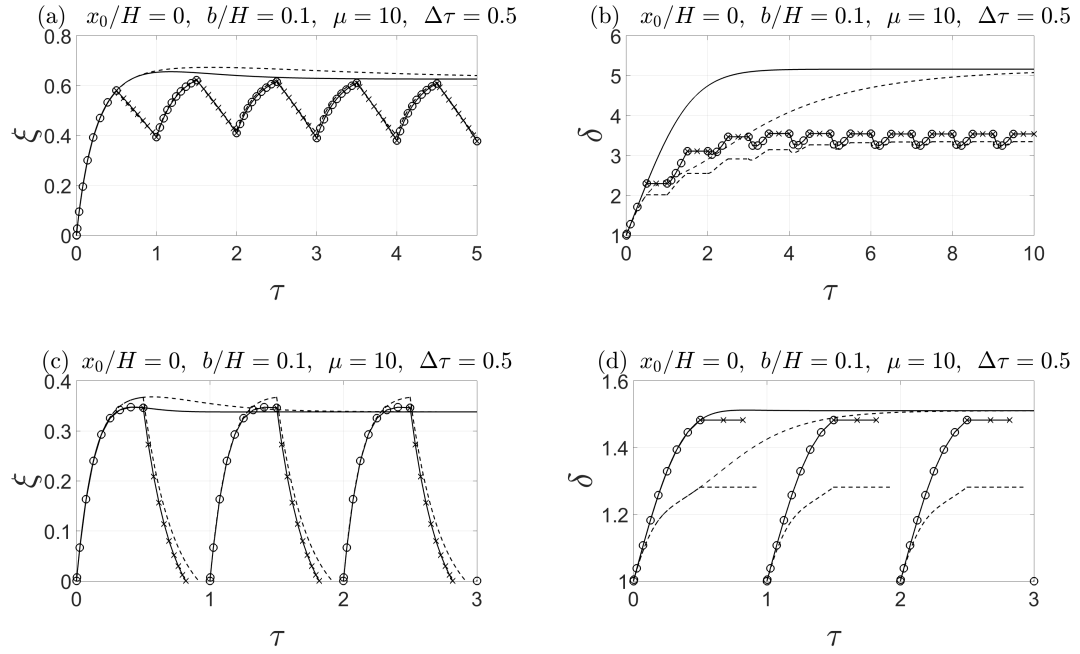 (a) x₀/H = 0, b/H = 0.1, μ = 10, Δτ = 0.5
ξ
0.8
0.6
0.4
0.2
0
0 1 2 3 4 5
τ
(b) x₀/H = 0, b/H = 0.1, μ = 10, Δτ = 0.5
δ
6
5
4
3
2
1
0 2 4 6 8 10
τ
(c) x₀/H = 0, b/H = 0.1, μ = 10, Δτ = 0.5
ξ
0.4
0.3
0.2
0.1
0
0 1 2 3
τ
(d) x₀/H = 0, b/H = 0.1, μ = 10, Δτ = 0.5
δ
1.6
1.4
1.2
1
0 1 2 3
τ